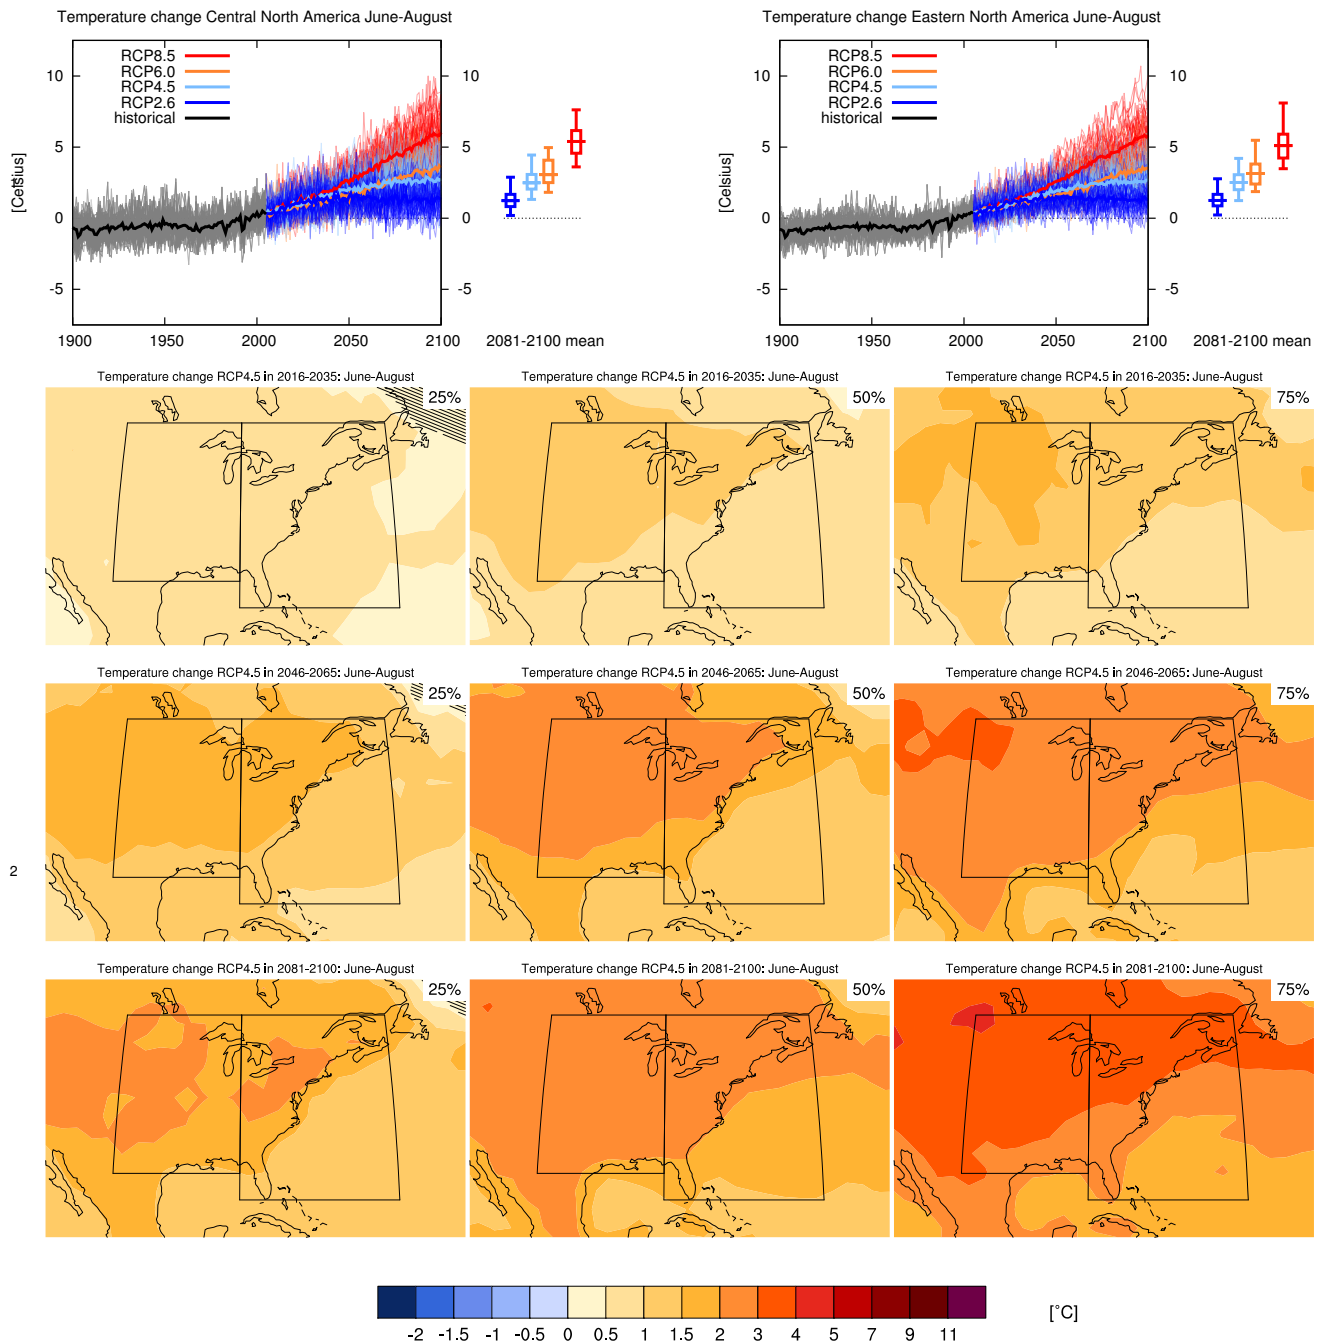 Temperature change Central North America June-August
Temperature change Eastern North America June-August
RCP8.5
RCP6.0
RCP4.5
RCP2.6
historical
[Celsius]
10
5
0
-5
10
5
0
-5
1900
1950
2000
2050
2100
2081-2100 mean
RCP8.5
RCP6.0
RCP4.5
RCP2.6
historical
[Celsius]
10
5
0
-5
10
5
0
-5
1900
1950
2000
2050
2100
2081-2100 mean
Temperature change RCP4.5 in 2016-2035: June-August
25%
Temperature change RCP4.5 in 2016-2035: June-August
50%
Temperature change RCP4.5 in 2016-2035: June-August
75%
Temperature change RCP4.5 in 2046-2065: June-August
25%
Temperature change RCP4.5 in 2046-2065: June-August
50%
Temperature change RCP4.5 in 2046-2065: June-August
75%
2
Temperature change RCP4.5 in 2081-2100: June-August
25%
Temperature change RCP4.5 in 2081-2100: June-August
50%
Temperature change RCP4.5 in 2081-2100: June-August
75%
-2 -1.5 -1 -0.5 0 0.5 1 1.5 2 3 4 5 7 9 11
[˚C]